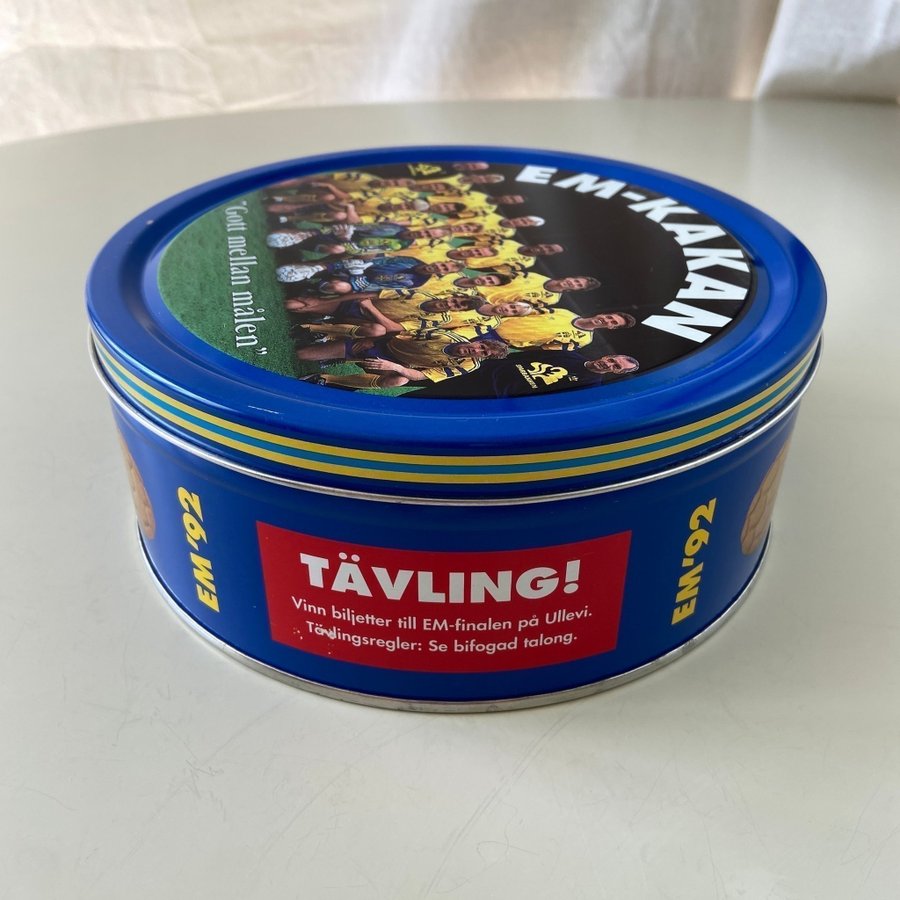 EM-KAKAN
"Gott mellan målen"
EM'92
TÄVLING!
Vinn biljetter till EM-finalen på Ullevi.
Tävlingsregler: Se bifogad talong.
EM'92